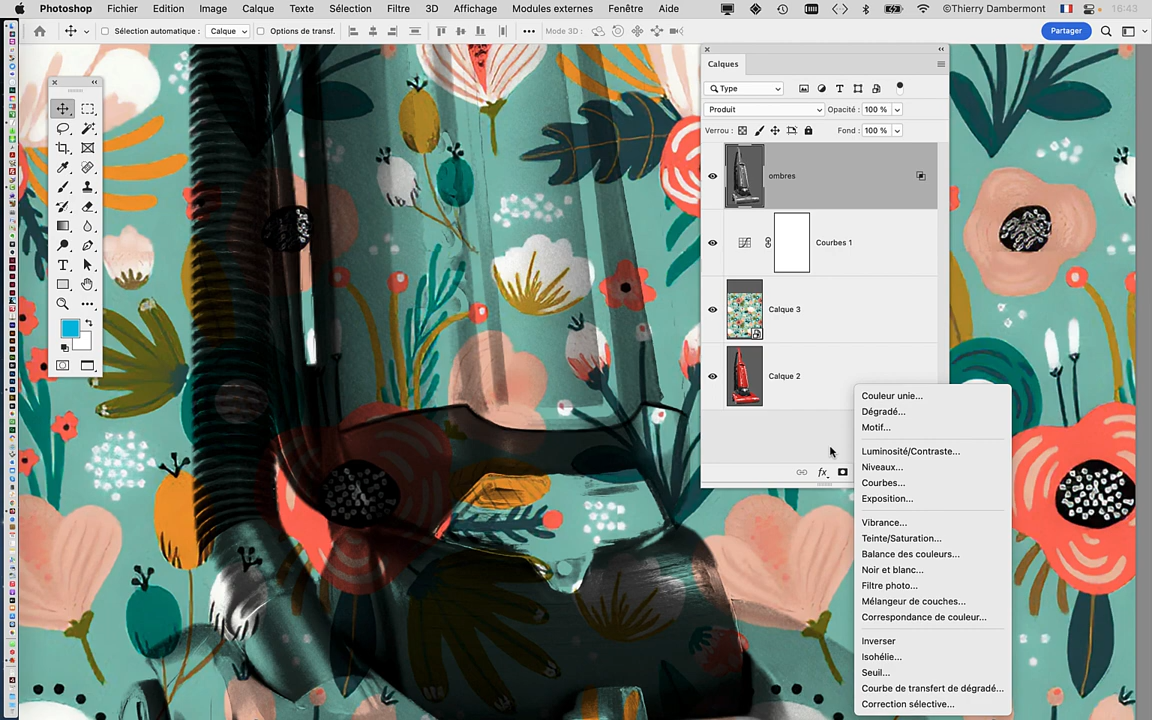 Photoshop Fichier Edition Image Calque Texte Sélection Filtre 3D Affichage Modules externes Fenêtre Aide ©Thierry Dambermont 16:43
Sélection automatique : Calque Options de transf. Mode 3D : Partager
Calques
Type
Produit Opacité : 100 %
Verrou : Fond : 100 %
ombres
Courbes 1
Calque 3
Calque 2
fx
Couleur unie...
Dégradé...
Motif...
Luminosité/Contraste...
Niveaux...
Courbes...
Exposition...
Vibrance...
Teinte/Saturation...
Balance des couleurs...
Noir et blanc...
Filtre photo...
Mélangeur de couches...
Correspondance de couleur...
Inverser
Isohélie...
Seuil...
Courbe de transfert de dégradé...
Correction sélective...